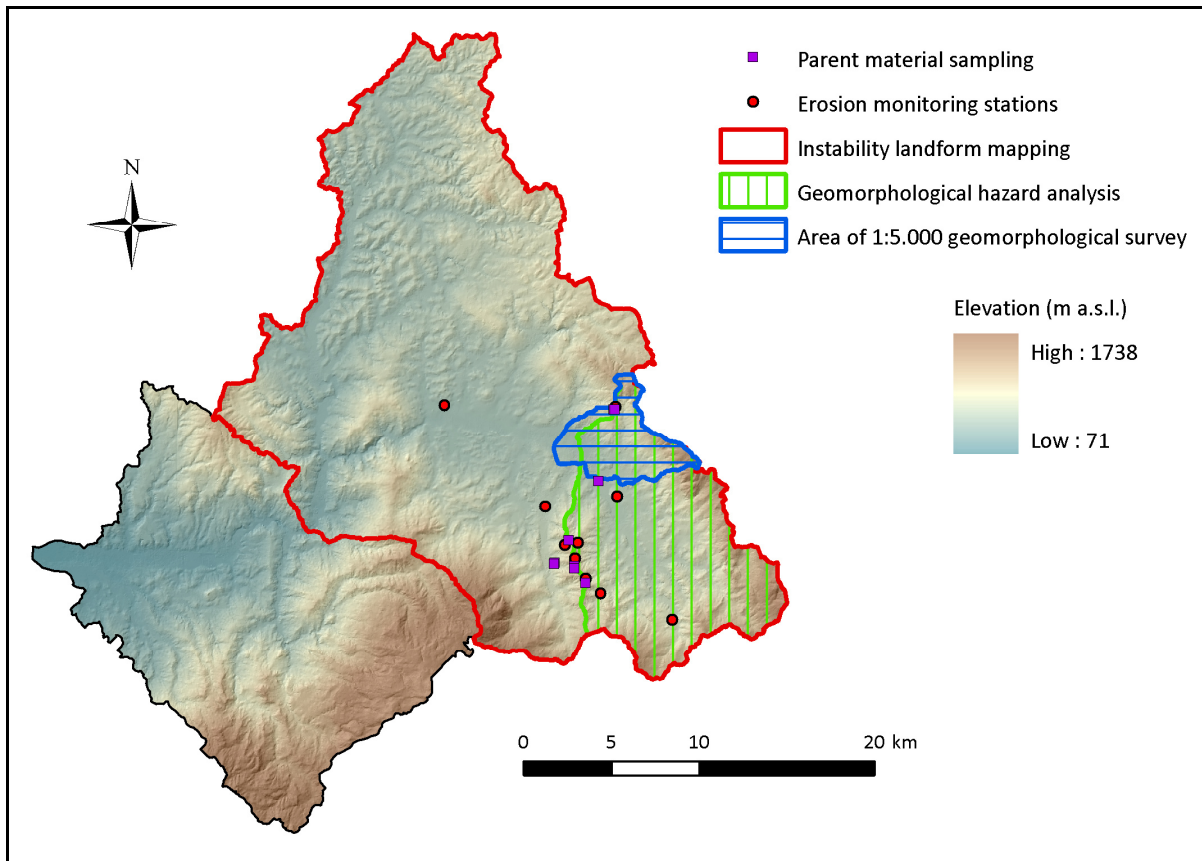 N
Parent material sampling
Erosion monitoring stations
Instability landform mapping
Geomorphological hazard analysis
Area of 1:5.000 geomorphological survey
Elevation (m a.s.l.)
High : 1738
Low : 71
0 5 10 20 km